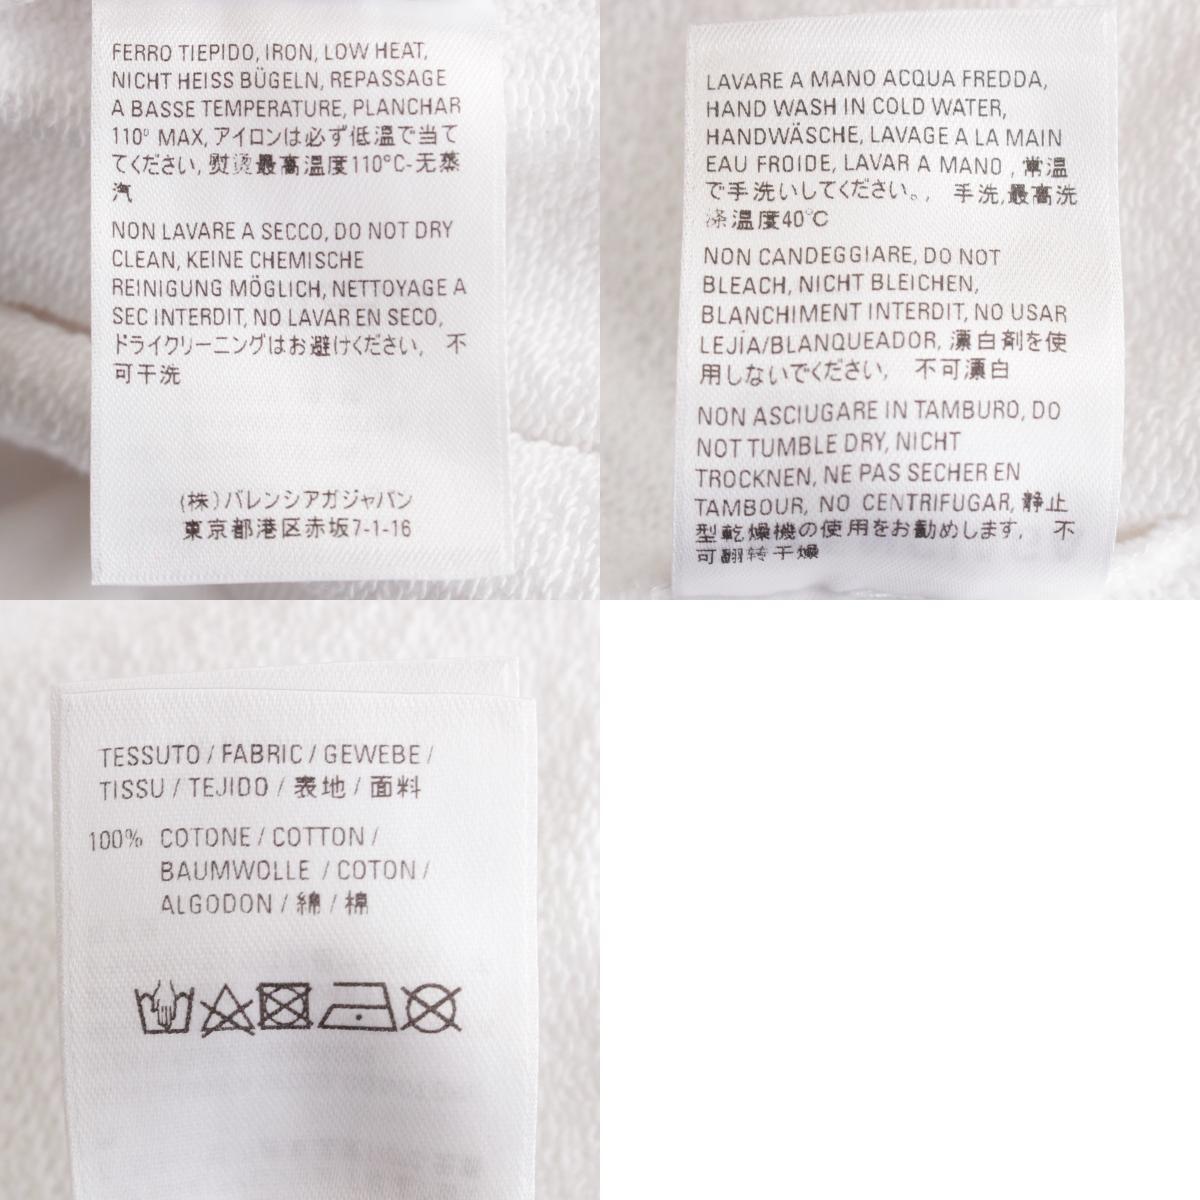 FERRO TIEPIDO, IRON, LOW HEAT,
NICHT HEISS BÜGELN, REPASSAGE
A BASSE TEMPERATURE, PLANCHAR
110° MAX, アイロンは必ず低温で当て
てください, 熨烫最高温度110°C-无蒸
汽
NON LAVARE A SECCO, DO NOT DRY
CLEAN, KEINE CHEMISCHE
REINIGUNG MÖGLICH, NETTOYAGE A
SEC INTERDIT, NO LAVAR EN SECO,
ドライクリーニングはお避けください, 不
可干洗
(株)バレンシアガジャパン
東京都港区赤坂7-1-16
LAVARE A MANO ACQUA FREDDA,
HAND WASH IN COLD WATER,
HANDWÄSCHE, LAVAGE A LA MAIN
EAU FROIDE, LAVAR A MANO , 常温
で手洗いしてください。, 手洗,最高洗
涤温度40°C
NON CANDEGGIARE, DO NOT
BLEACH, NICHT BLEICHEN,
BLANCHIMENT INTERDIT, NO USAR
LEJÍA/BLANQUEADOR, 漂白剤を使
用しないでください, 不可漂白
NON ASCIUGARE IN TAMBURO, DO
NOT TUMBLE DRY, NICHT
TROCKNEN, NE PAS SECHER EN
TAMBOUR, NO CENTRIFUGAR, 静止
型乾燥機の使用をお勧めします, 不
可翻转干燥
TESSUTO / FABRIC / GEWEBE /
TISSU / TEJIDO / 表地 / 面料
100% COTONE / COTTON /
BAUMWOLLE / COTON /
ALGODON / 綿 / 棉